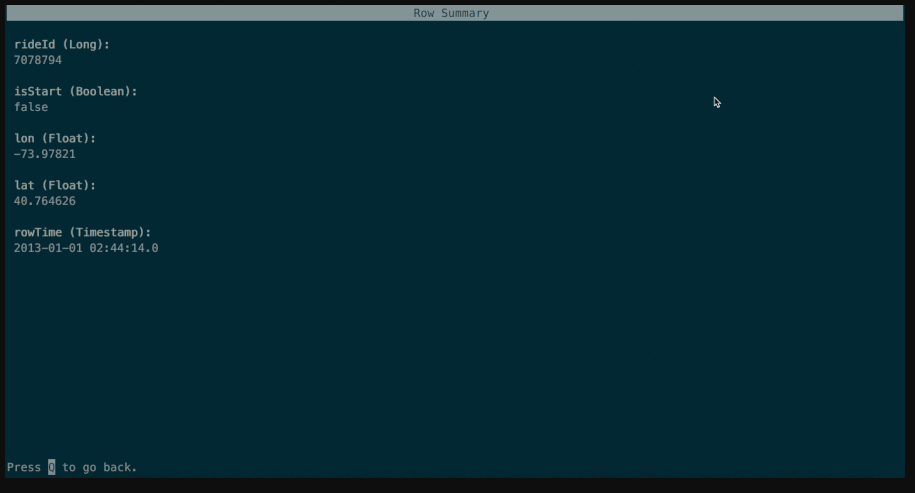 Row Summary
rideId (Long):
7078794
isStart (Boolean):
false
lon (Float):
-73.97821
lat (Float):
40.764626
rowTime (Timestamp):
2013-01-01 02:44:14.0
Press Q to go back.